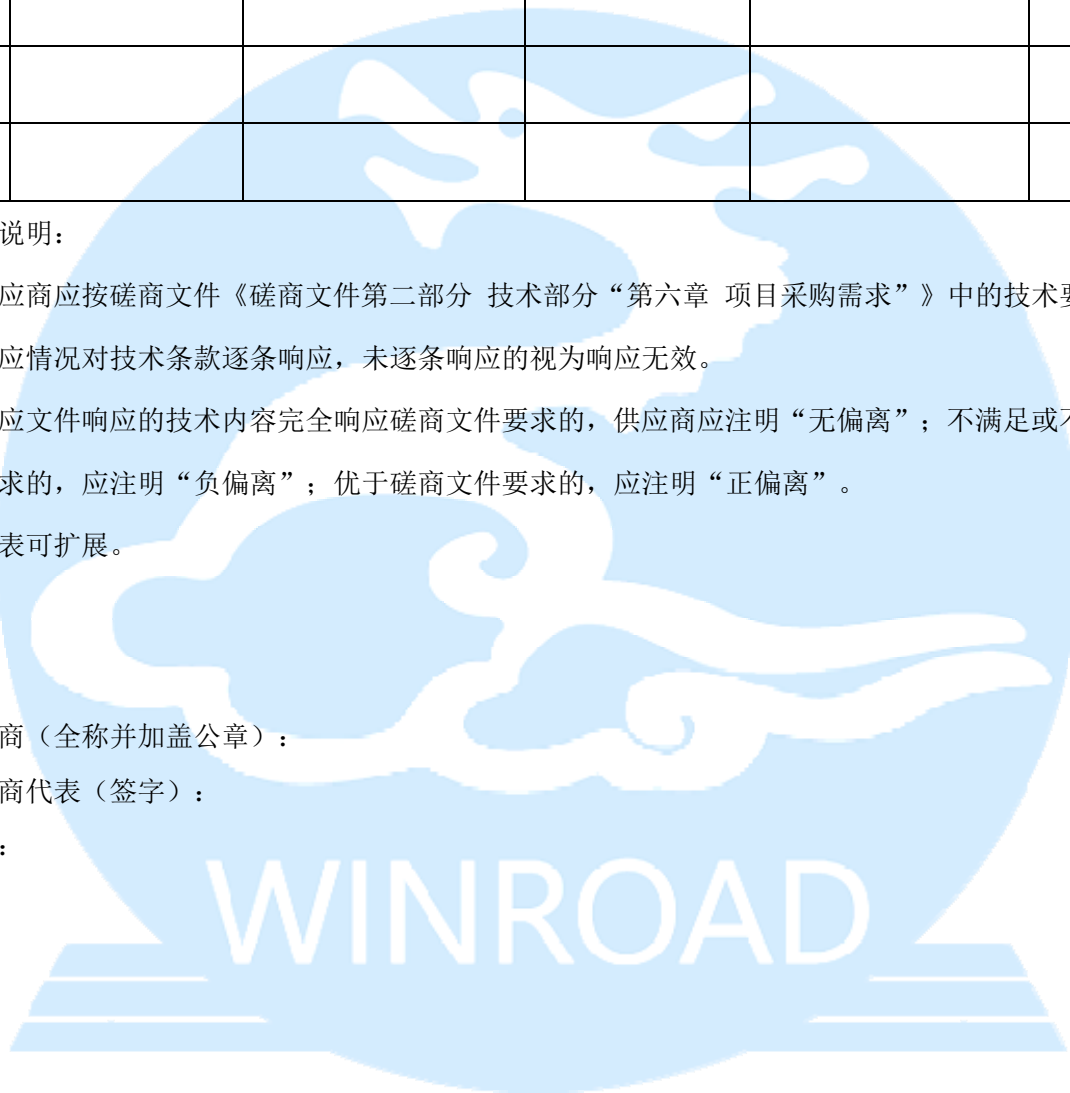 说明：
应商应按磋商文件《磋商文件第二部分 技术部分“第六章 项目采购需求”》中的技术要
应情况对技术条款逐条响应，未逐条响应的视为响应无效。
应文件响应的技术内容完全响应磋商文件要求的，供应商应注明“无偏离”；不满足或不
求的，应注明“负偏离”；优于磋商文件要求的，应注明“正偏离”。
表可扩展。
商（全称并加盖公章）：
商代表（签字）：
：
WINROAD